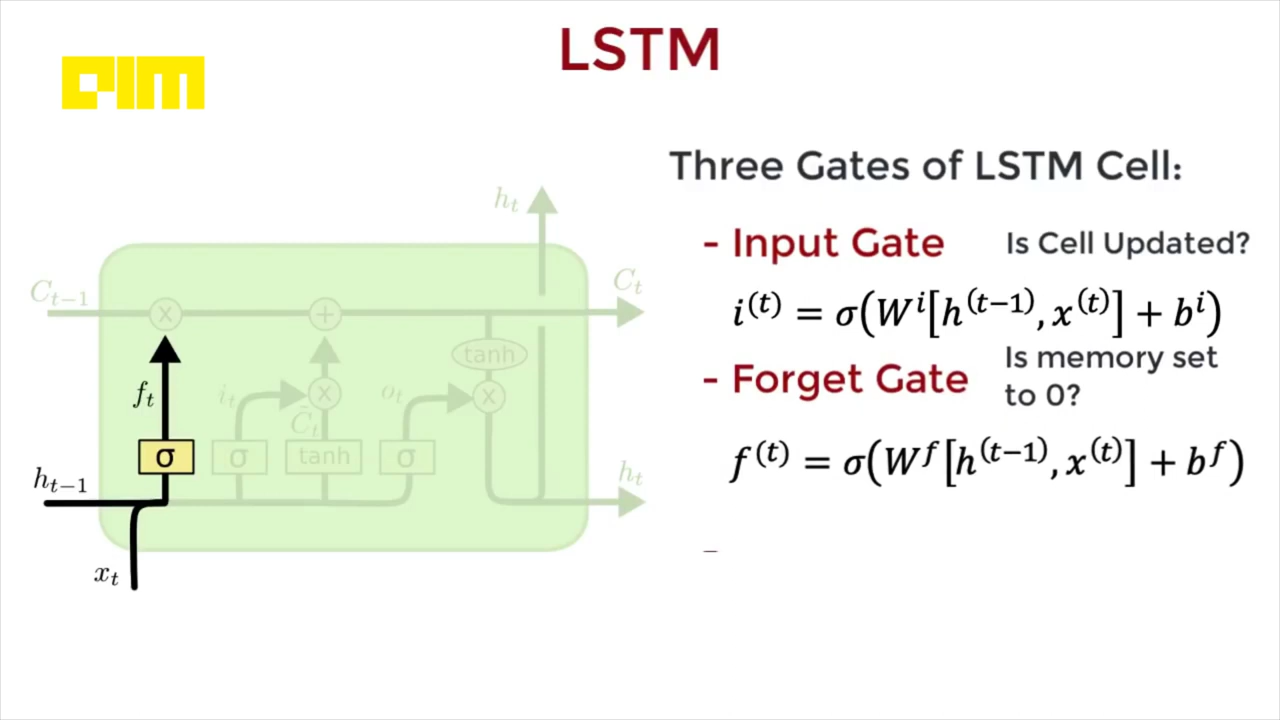 LSTM
AIM
Three Gates of LSTM Cell:
- Input Gate Is Cell Updated?
i^(t) = σ(W^i[h^(t−1), x^(t)] + b^i)
- Forget Gate Is memory set to 0?
f^(t) = σ(W^f[h^(t−1), x^(t)] + b^f)
-
h_t
C_{t−1} C_t
x +
tanh
f_t i_t x o_t x
C̃_t
σ σ tanh σ
h_{t−1} h_t
x_t